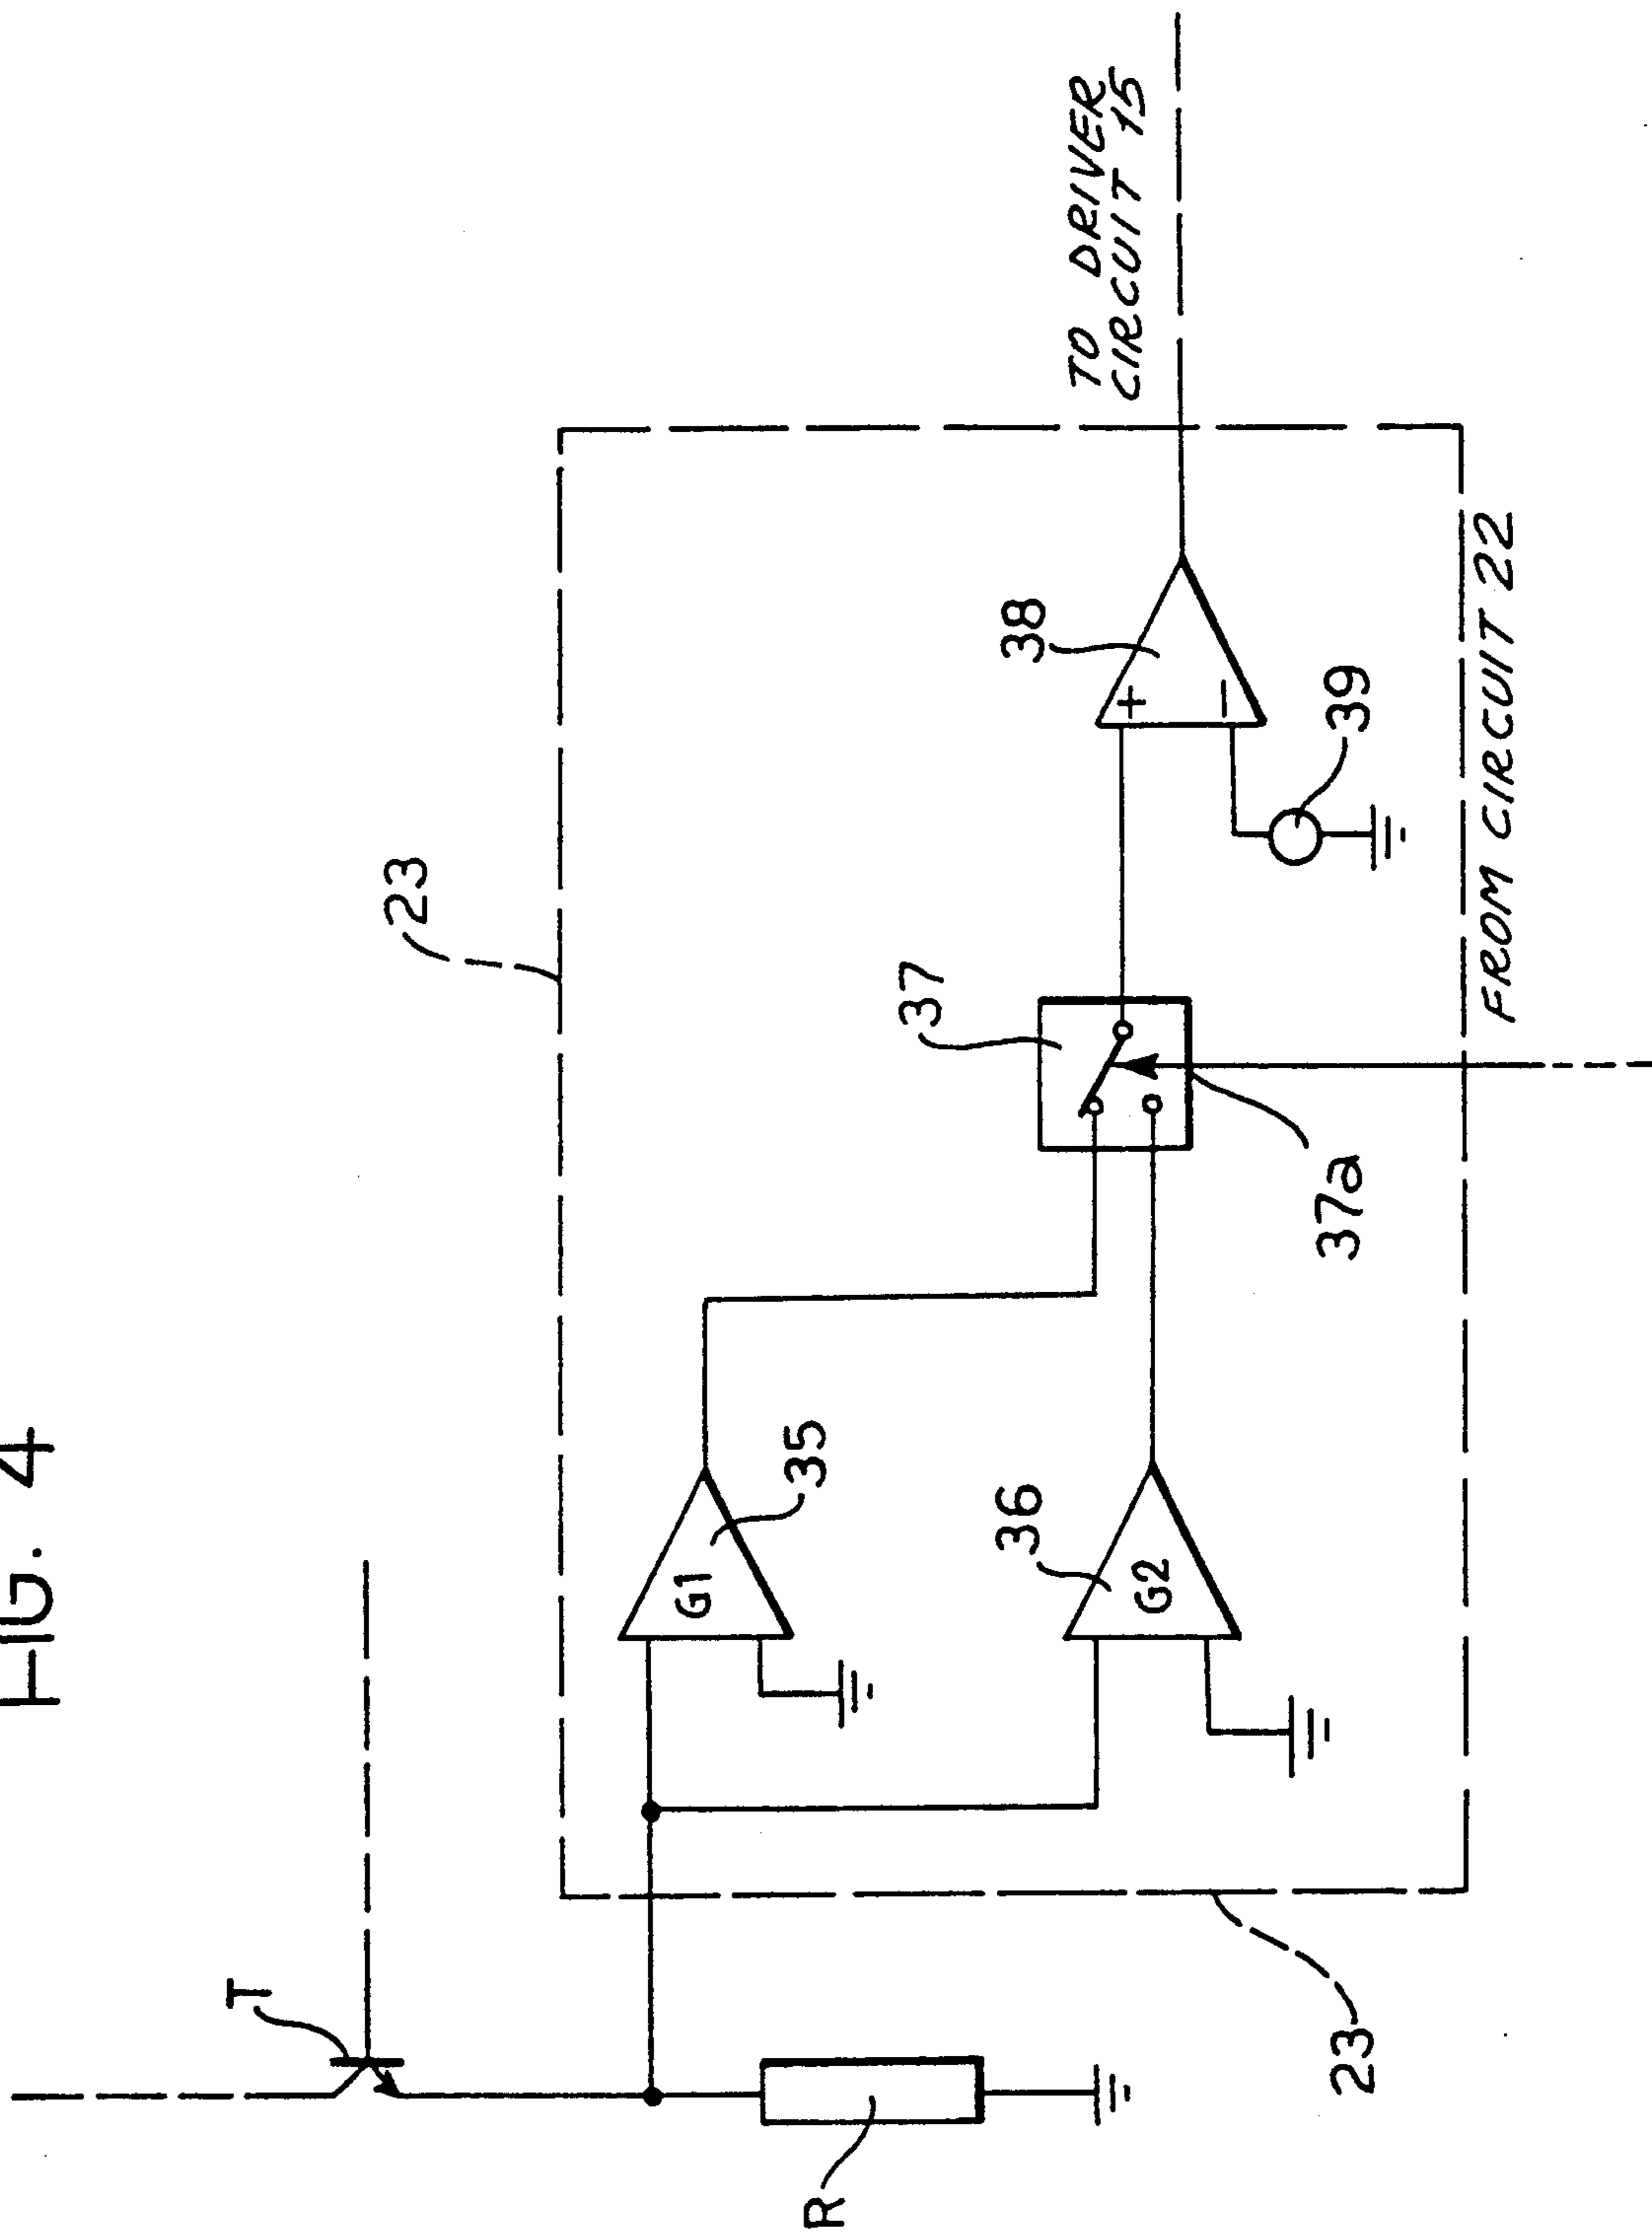 FIG. 4
T
R
23
G1
35
36
G2
37
37a
38
+
−
39
23
TO DRIVER
CIRCUIT 15
FROM CIRCUIT 22